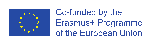 Co-funded by the
Erasmus+ Programme
of the European Union